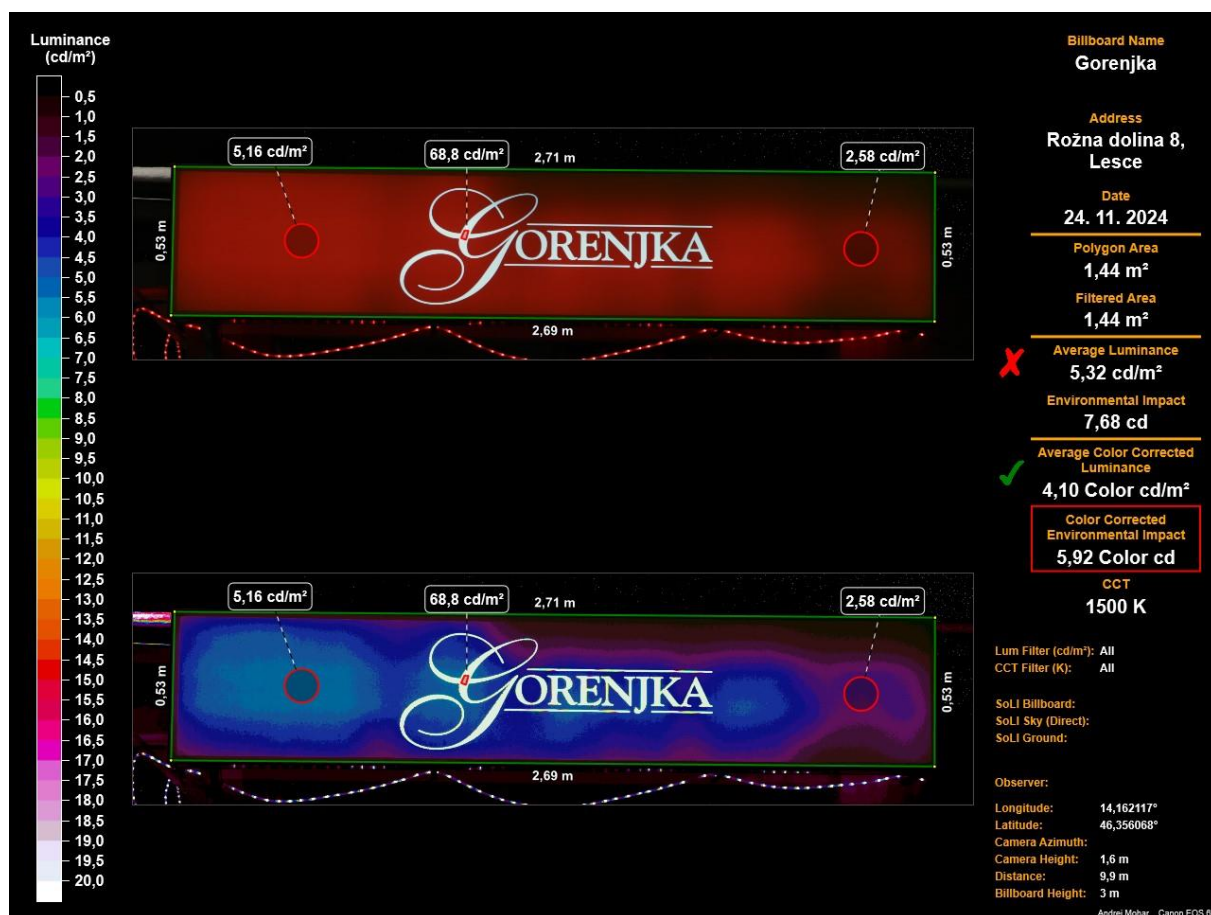 Luminance
(cd/m²)
0,5
1,0
1,5
2,0
2,5
3,0
3,5
4,0
4,5
5,0
5,5
6,0
6,5
7,0
7,5
8,0
8,5
9,0
9,5
10,0
10,5
11,0
11,5
12,0
12,5
13,0
13,5
14,0
14,5
15,0
15,5
16,0
16,5
17,0
17,5
18,0
18,5
19,0
19,5
20,0
5,16 cd/m²
68,8 cd/m²
2,71 m
2,58 cd/m²
0,53 m
GORENJKA
0,53 m
2,69 m
5,16 cd/m²
68,8 cd/m²
2,71 m
2,58 cd/m²
0,53 m
GORENJKA
0,53 m
2,69 m
Billboard Name
Gorenjka
Address
Rožna dolina 8,
Lesce
Date
24. 11. 2024
Polygon Area
1,44 m²
Filtered Area
1,44 m²
Average Luminance
5,32 cd/m²
Environmental Impact
7,68 cd
Average Color Corrected
Luminance
4,10 Color cd/m²
Color Corrected
Environmental Impact
5,92 Color cd
CCT
1500 K
Lum Filter (cd/m²): All
CCT Filter (K): All
SoLI Billboard:
SoLI Sky (Direct):
SoLI Ground:
Observer:
Longitude: 14,162117°
Latitude: 46,356068°
Camera Azimuth:
Camera Height: 1,6 m
Distance: 9,9 m
Billboard Height: 3 m
Andrej Mohar Canon EOS